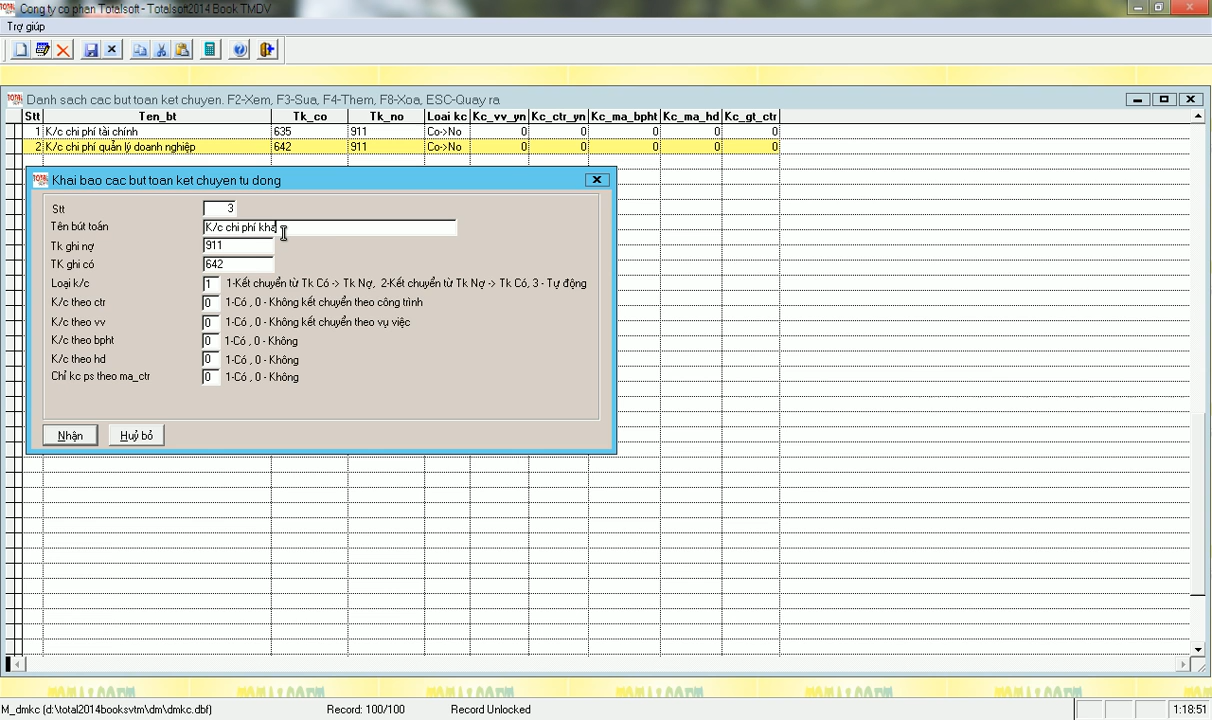 Cong ty co phan Totalsoft - Totalsoft2014 Book TMDV
Trợ giúp
Danh sach cac but toan ket chuyen. F2-Xem, F3-Sua, F4-Them, F8-Xoa, ESC-Quay ra
Stt Ten_bt Tk_co Tk_no Loai kc Kc_vv_yn Kc_ctr_yn Kc_ma_bpht Kc_ma_hd Kc_gt_ctr
1 K/c chi phí tài chính 635 911 Co->No 0 0 0 0 0
2 K/c chi phí quản lý doanh nghiệp 642 911 Co->No 0 0 0 0 0
Khai bao cac but toan ket chuyen tu dong
Stt 3
Tên bút toán K/c chi phí kha
Tk ghi nợ 911
TK ghi có 642
Loại k/c 1 1-Kết chuyển từ Tk Có -> Tk Nợ, 2-Kết chuyển từ Tk Nợ -> Tk Có, 3 - Tự động
K/c theo ctr 0 1-Có , 0 - Không kết chuyển theo công trình
K/c theo vv 0 1-Có , 0 - Không kết chuyển theo vụ việc
K/c theo bpht 0 1-Có , 0 - Không
K/c theo hd 0 1-Có , 0 - Không
Chỉ kc ps theo ma_ctr 0 1-Có , 0 - Không
Nhận Huỷ bỏ
M_dmkc (d:\total2014booksvtm\dm\dmkc.dbf) Record: 100/100 Record Unlocked 1:18:51